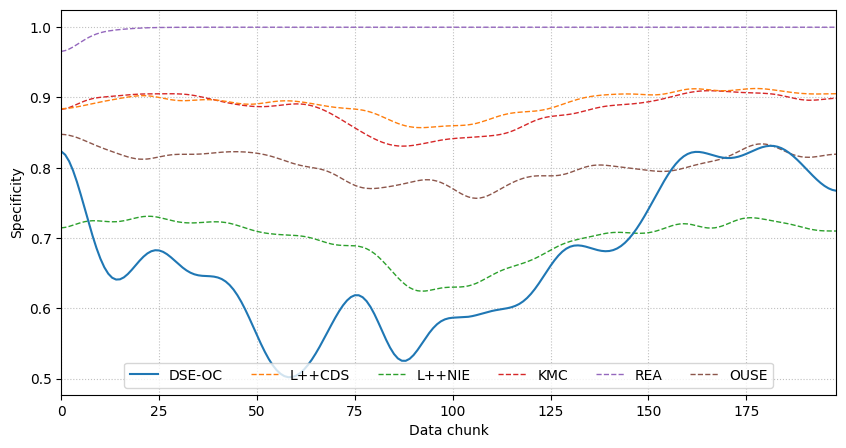 1.0
0.9
0.8
0.7
0.6
0.5
Specificity
DSE-OC L++CDS L++NIE KMC REA OUSE
0 25 50 75 100 125 150 175
Data chunk